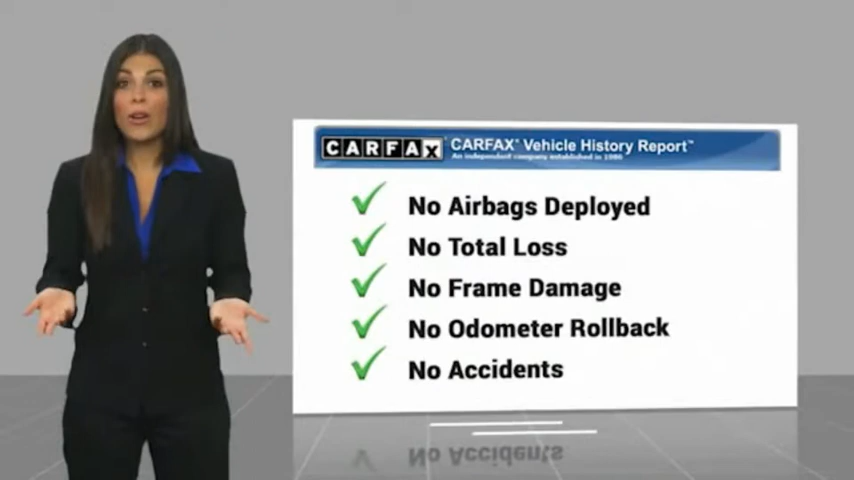 CARFAX CARFAX® Vehicle History Report™
An independent company established in 1986
No Airbags Deployed
No Total Loss
No Frame Damage
No Odometer Rollback
No Accidents
No Accidents